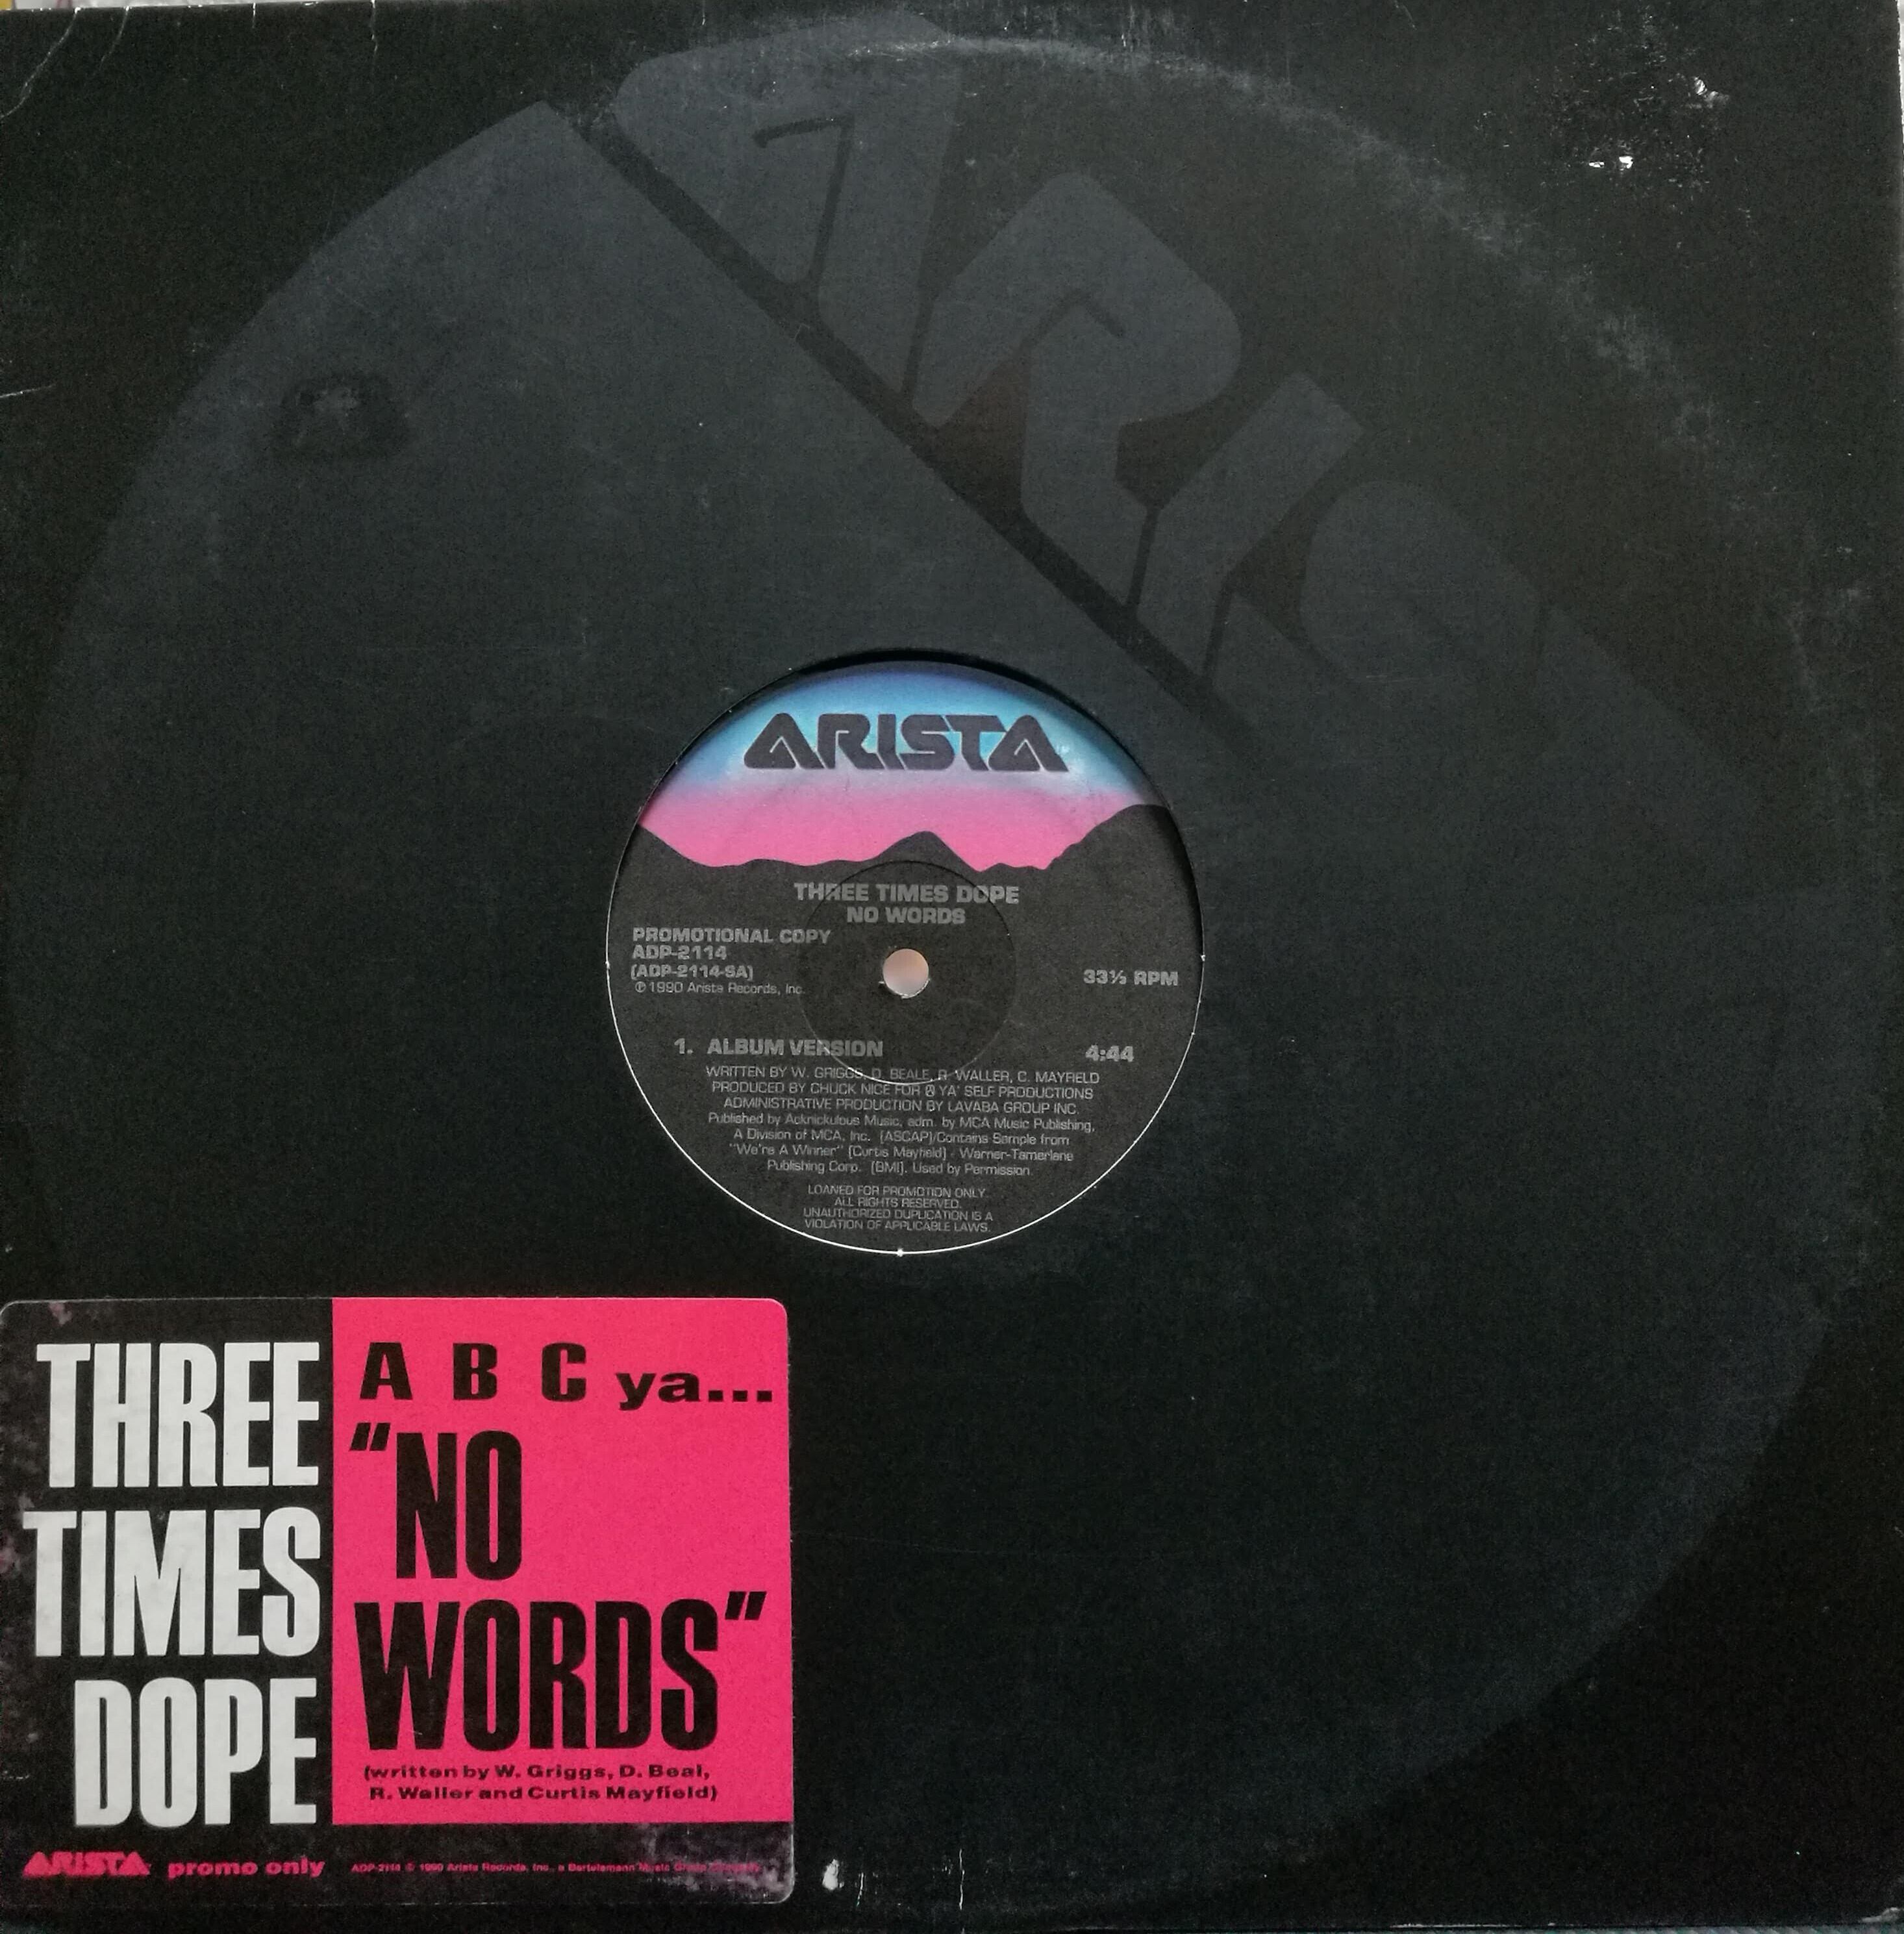 ARIS
ARISTA
THREE TIMES DOPE
NO WORDS
PROMOTIONAL COPY
ADP-2114
(ADP-2114-SA)
℗ 1990 Arista Records, Inc.
33⅓ RPM
1. ALBUM VERSION 4:44
WRITTEN BY W. GRIGGS, D. BEALE, R. WALLER, C. MAYFIELD
PRODUCED BY CHUCK NICE FOR YA' SELF PRODUCTIONS
ADMINISTRATIVE PRODUCTION BY LAVABA GROUP INC.
Published by Acknickulous Music, adm. by MCA Music Publishing,
A Division of MCA, Inc. (ASCAP)/Contains Sample from
"We're A Winner" (Curtis Mayfield) - Warner-Tamerlane
Publishing Corp. (BMI). Used by Permission.
LOANED FOR PROMOTION ONLY.
ALL RIGHTS RESERVED.
UNAUTHORIZED DUPLICATION IS A
VIOLATION OF APPLICABLE LAWS.
THREE
TIMES
DOPE
A B C ya...
"NO
WORDS"
(written by W. Griggs, D. Beal,
R. Waller and Curtis Mayfield)
ARISTA promo only
ADP-2114 © 1990 Arista Records, Inc., a Bertelsmann Music Group Company